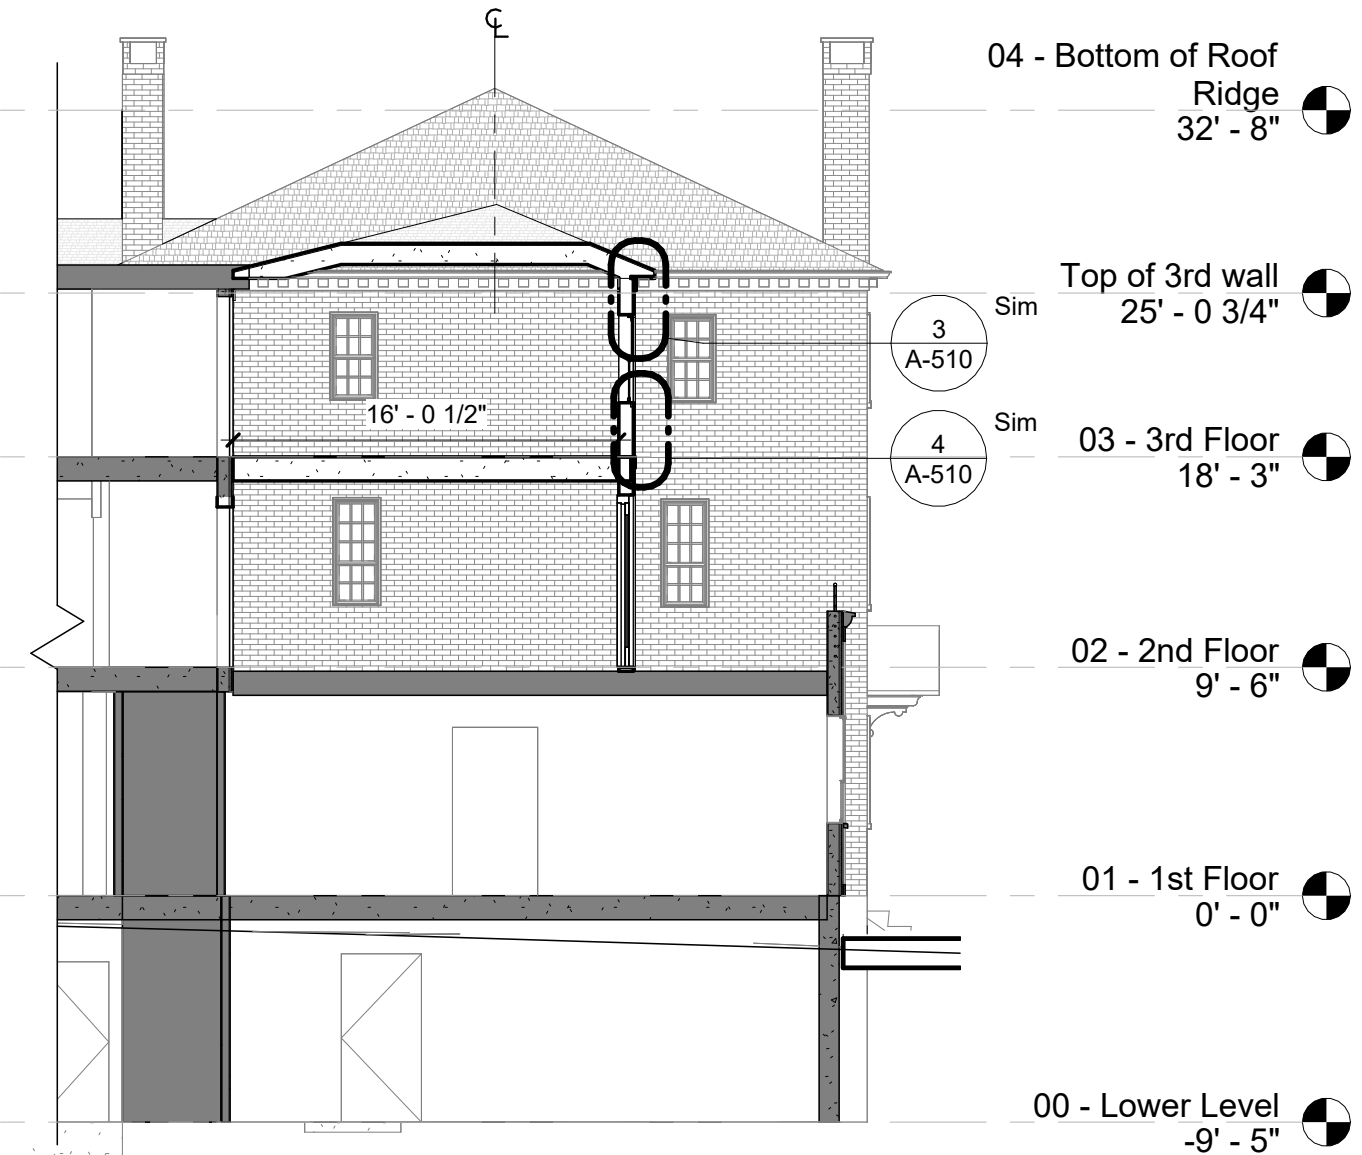 CL
04 - Bottom of Roof
Ridge
32' - 8"
Top of 3rd wall
25' - 0 3/4"
Sim
3
A-510
16' - 0 1/2"
Sim
4
A-510
03 - 3rd Floor
18' - 3"
02 - 2nd Floor
9' - 6"
01 - 1st Floor
0' - 0"
00 - Lower Level
-9' - 5"